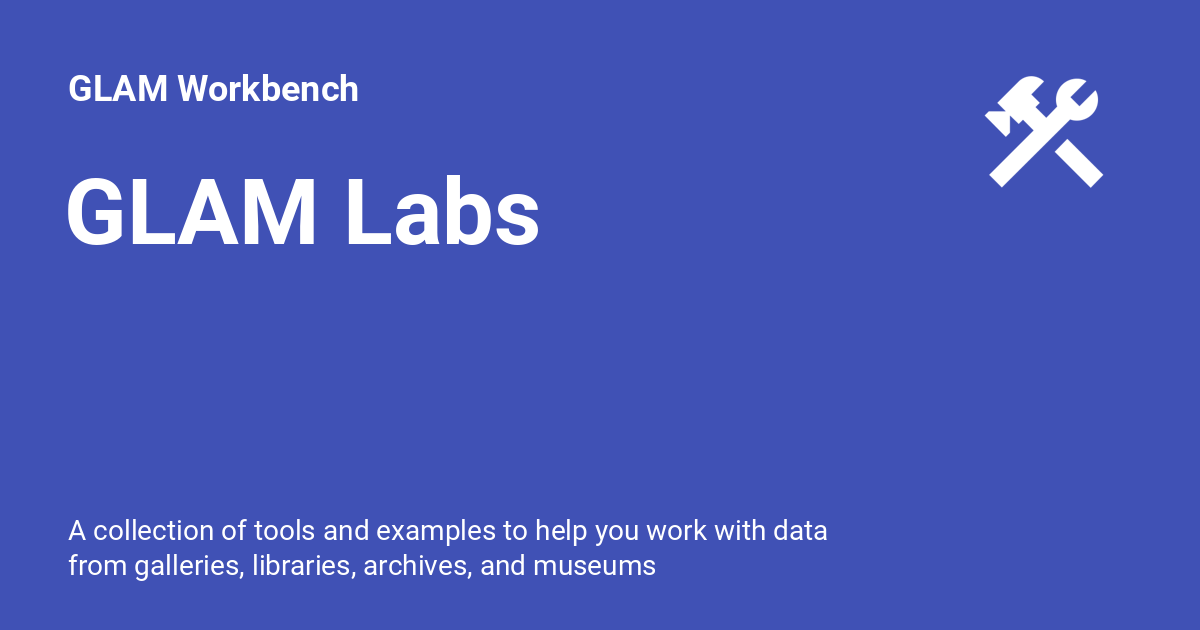 GLAM Workbench
GLAM Labs
A collection of tools and examples to help you work with data
from galleries, libraries, archives, and museums